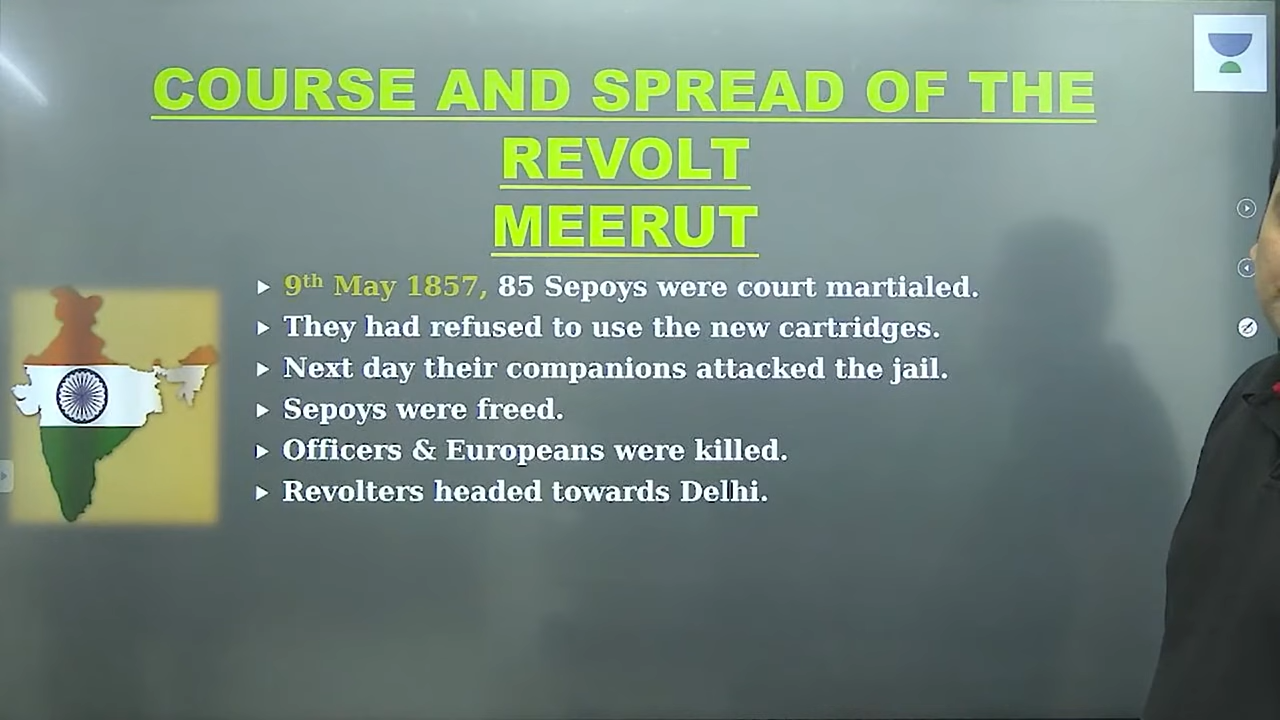 COURSE AND SPREAD OF THE
REVOLT
MEERUT
9th May 1857, 85 Sepoys were court martialed.
They had refused to use the new cartridges.
Next day their companions attacked the jail.
Sepoys were freed.
Officers & Europeans were killed.
Revolters headed towards Delhi.